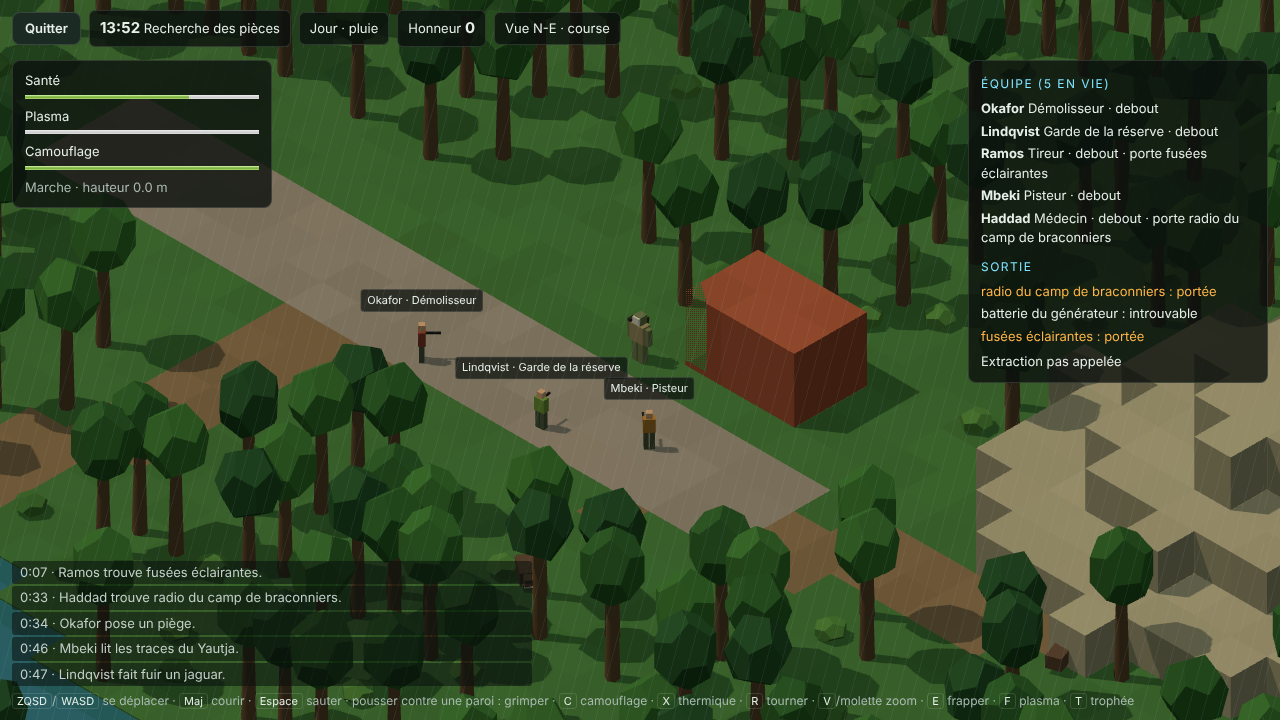 Quitter
13:52 Recherche des pièces
Jour · pluie
Honneur 0
Vue N-E · course
Santé
Plasma
Camouflage
Marche · hauteur 0.0 m
ÉQUIPE (5 EN VIE)
Okafor Démolisseur · debout
Lindqvist Garde de la réserve · debout
Ramos Tireur · debout · porte fusées
éclairantes
Mbeki Pisteur · debout
Haddad Médecin · debout · porte radio du
camp de braconniers
SORTIE
radio du camp de braconniers : portée
batterie du générateur : introuvable
fusées éclairantes : portée
Extraction pas appelée
Okafor · Démolisseur
Lindqvist · Garde de la réserve
Mbeki · Pisteur
0:07 · Ramos trouve fusées éclairantes.
0:33 · Haddad trouve radio du camp de braconniers.
0:34 · Okafor pose un piège.
0:46 · Mbeki lit les traces du Yautja.
0:47 · Lindqvist fait fuir un jaguar.
ZQSD / WASD se déplacer · Maj courir · Espace sauter · pousser contre une paroi : grimper · C camouflage · X thermique · R tourner · V /molette zoom · E frapper · F plasma · T trophée